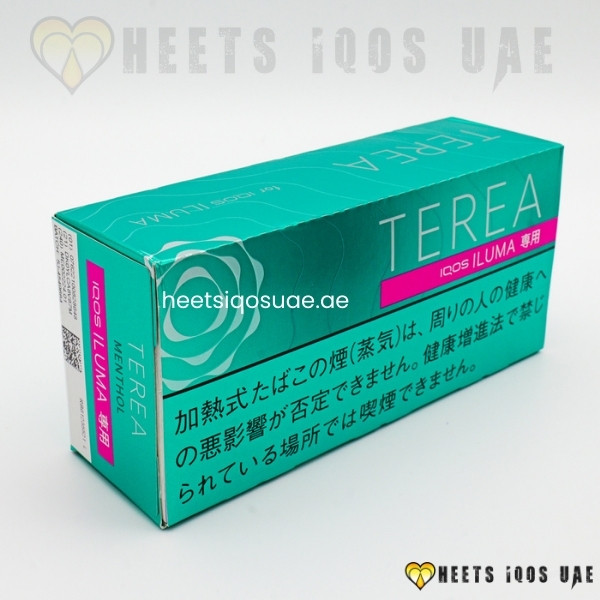 HEETS iQOS UAE
TEREA
for IQOS ILUMA
TEREA
IQOS ILUMA 専用
heetsiqosuae.ae
加熱式たばこの煙(蒸気)は、周りの人の健康へ
の悪影響が否定できません。健康増進法で禁じ
られている場所では喫煙できません。
TEREA
MENTHOL
IQOS ILUMA 専用
HEETS iQOS UAE